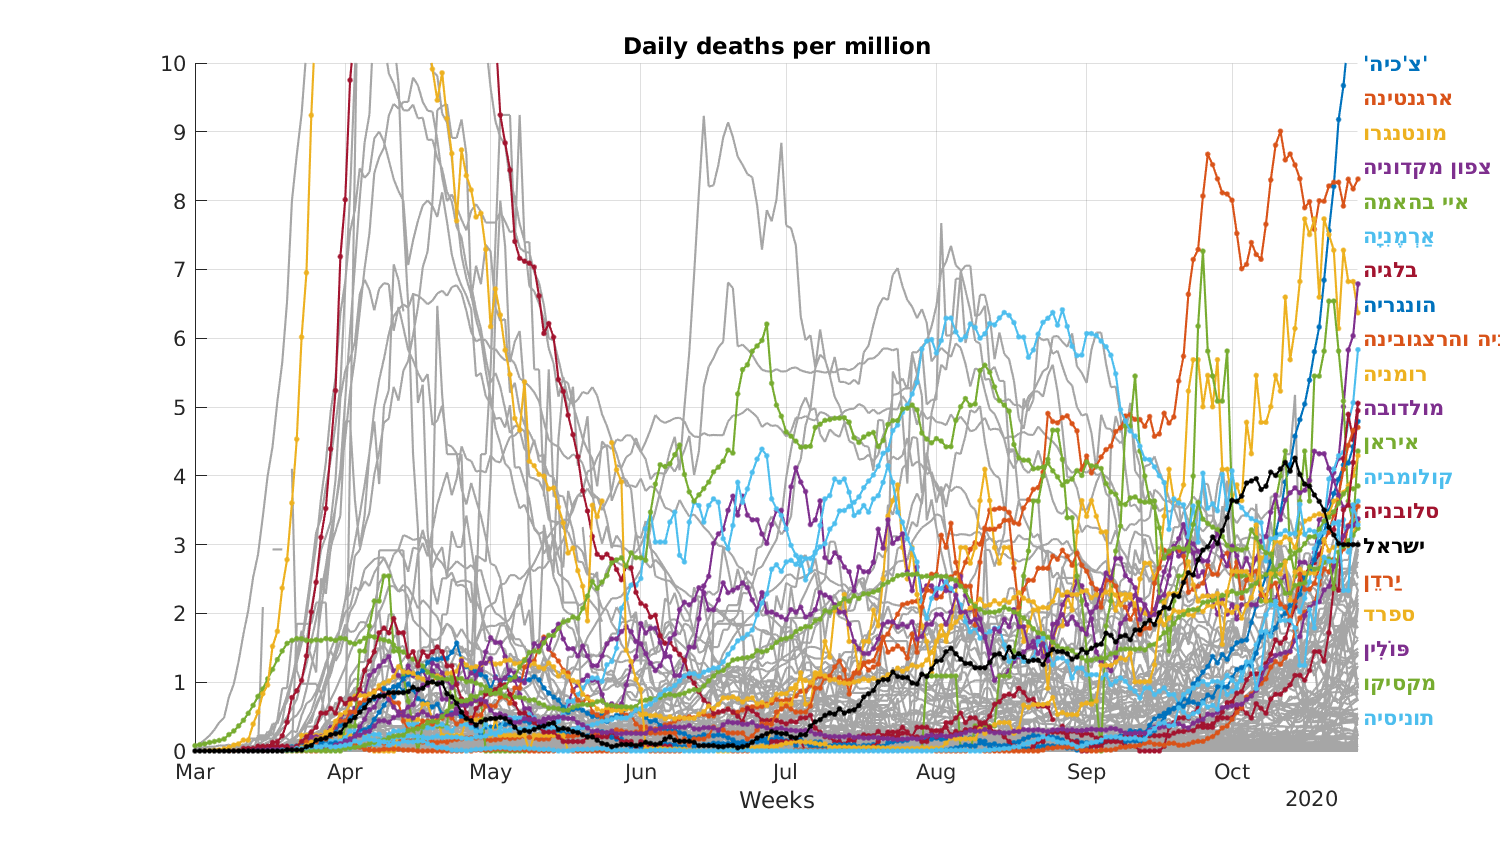 Daily deaths per million
10
9
8
7
6
5
4
3
2
1
0
Mar
Apr
May
Jun
Jul
Aug
Sep
Oct
Weeks
2020
'צ'כיה'
ארגנטינה
מונטנגרו
צפון מקדוניה
איי בהאמה
אַרְמֶנִיָה
בלגיה
הונגריה
והרצגובינה
רומניה
מולדובה
איראן
קולומביה
סלובניה
ישראל
יַרדֵן
ספרד
פּוֹלִין
מקסיקו
תוניסיה